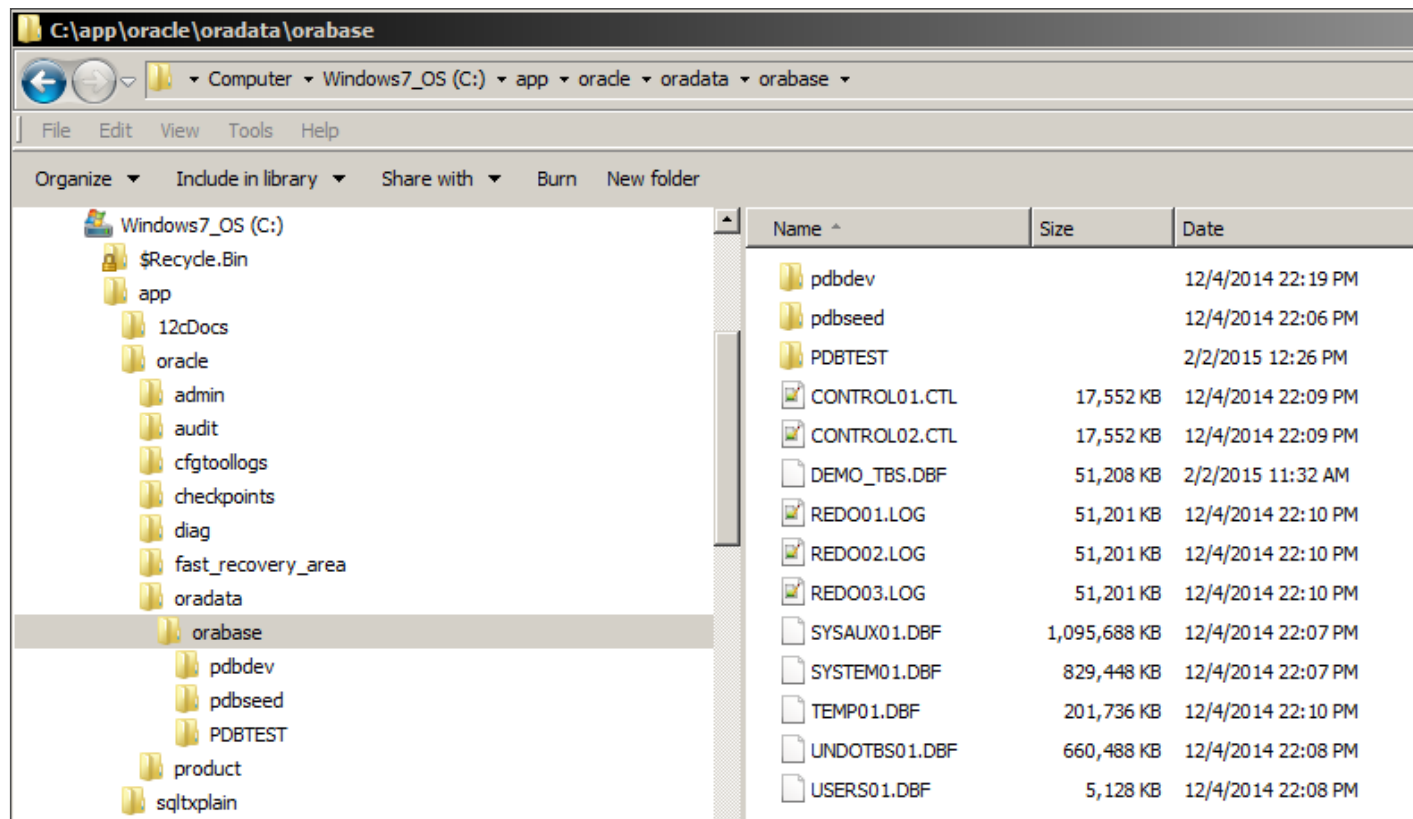 C:\app\oracle\oradata\orabase
Computer Windows7_OS (C:) app oracle oradata orabase
File Edit View Tools Help
Organize Include in library Share with Burn New folder
Windows7_OS (C:)
$Recycle.Bin
app
12cDocs
oracle
admin
audit
cfgtoollogs
checkpoints
diag
fast_recovery_area
oradata
orabase
pdbdev
pdbseed
PDBTEST
product
sqltxplain
Name Size Date
pdbdev 12/4/2014 22:19 PM
pdbseed 12/4/2014 22:06 PM
PDBTEST 2/2/2015 12:26 PM
CONTROL01.CTL 17,552 KB 12/4/2014 22:09 PM
CONTROL02.CTL 17,552 KB 12/4/2014 22:09 PM
DEMO_TBS.DBF 51,208 KB 2/2/2015 11:32 AM
REDO01.LOG 51,201 KB 12/4/2014 22:10 PM
REDO02.LOG 51,201 KB 12/4/2014 22:10 PM
REDO03.LOG 51,201 KB 12/4/2014 22:10 PM
SYSAUX01.DBF 1,095,688 KB 12/4/2014 22:07 PM
SYSTEM01.DBF 829,448 KB 12/4/2014 22:07 PM
TEMP01.DBF 201,736 KB 12/4/2014 22:10 PM
UNDOTBS01.DBF 660,488 KB 12/4/2014 22:08 PM
USERS01.DBF 5,128 KB 12/4/2014 22:08 PM